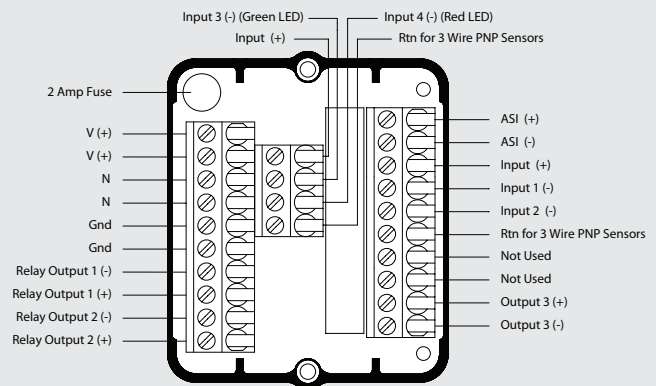 Input 3 (-) (Green LED)
Input 4 (-) (Red LED)
Input (+)
Rtn for 3 Wire PNP Sensors
2 Amp Fuse
V (+)
V (+)
N
N
Gnd
Gnd
Relay Output 1 (-)
Relay Output 1 (+)
Relay Output 2 (-)
Relay Output 2 (+)
ASI (+)
ASI (-)
Input (+)
Input 1 (-)
Input 2 (-)
Rtn for 3 Wire PNP Sensors
Not Used
Not Used
Output 3 (+)
Output 3 (-)